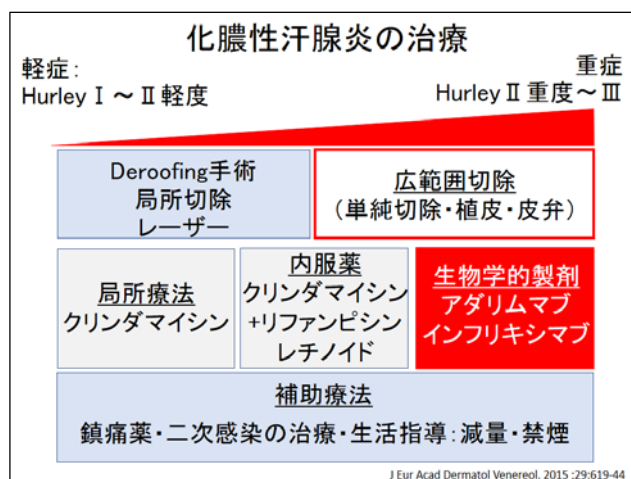 化膿性汗腺炎の治療
軽症：
Hurley Ⅰ ～ Ⅱ 軽度
重症
Hurley Ⅱ 重度～Ⅲ
Deroofing手術
局所切除
レーザー
広範囲切除
（単純切除・植皮・皮弁）
局所療法
クリンダマイシン
内服薬
クリンダマイシン
+リファンピシン
レチノイド
生物学的製剤
アダリムマブ
インフリキシマブ
補助療法
鎮痛薬・二次感染の治療・生活指導：減量・禁煙
J Eur Acad Dermatol Venereol. 2015 ;29:619-44